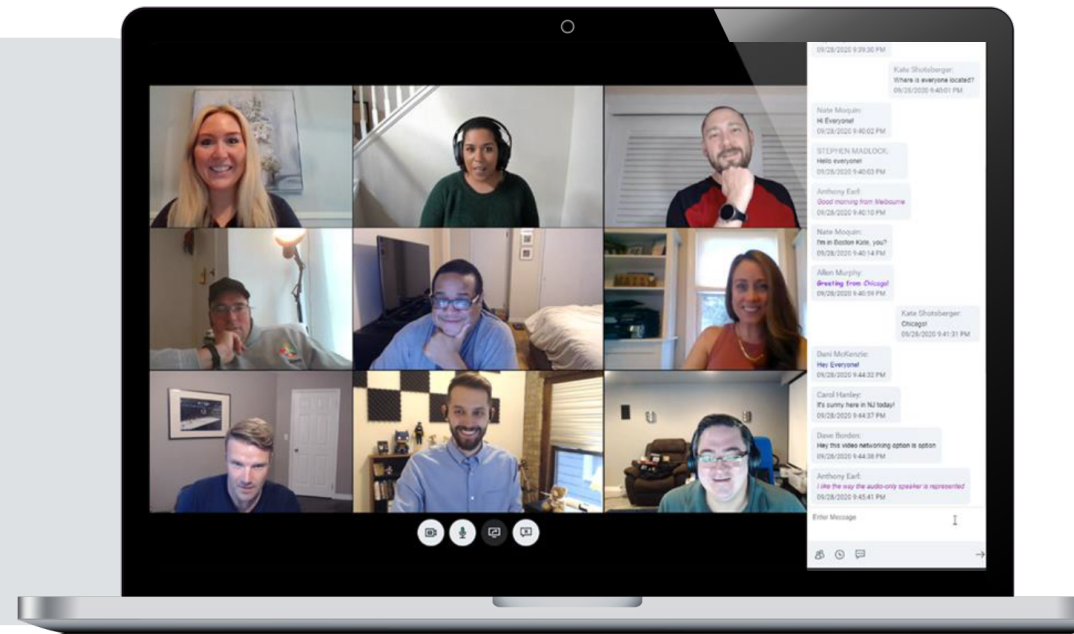 09/28/2020 9:39:30 PM
Kate Shotsberger:
Where is everyone located?
09/28/2020 9:40:01 PM
Nate Moquin:
Hi Everyone!
09/28/2020 9:40:02 PM
STEPHEN MADLOCK:
Hello everyone!
09/28/2020 9:40:03 PM
Anthony Earl:
Good morning from Melbourne
09/28/2020 9:40:10 PM
Nate Moquin:
I'm in Boston Kate, you?
09/28/2020 9:40:14 PM
Allen Murphy:
Greeting from Chicago!
09/28/2020 9:40:59 PM
Kate Shotsberger:
Chicago!
09/28/2020 9:41:31 PM
Dani McKenzie:
Hey Everyone!
09/28/2020 9:44:32 PM
Carol Hanley:
It's sunny here in NJ today!
09/28/2020 9:44:37 PM
Dave Borden:
Hey this video networking option is option
09/28/2020 9:44:38 PM
Anthony Earl:
I like the way the audio-only speaker is represented
09/28/2020 9:45:41 PM
Enter Message